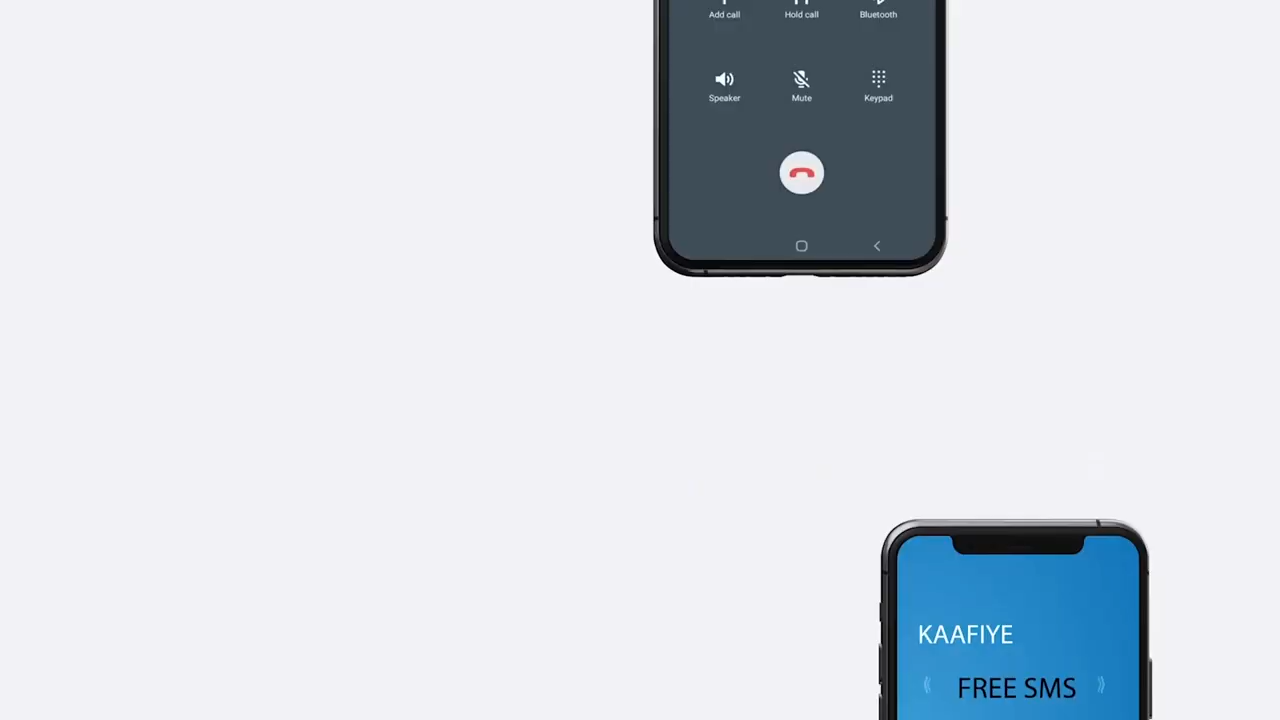 Add call Hold call Bluetooth
Speaker Mute Keypad
KAAFIYE
FREE SMS